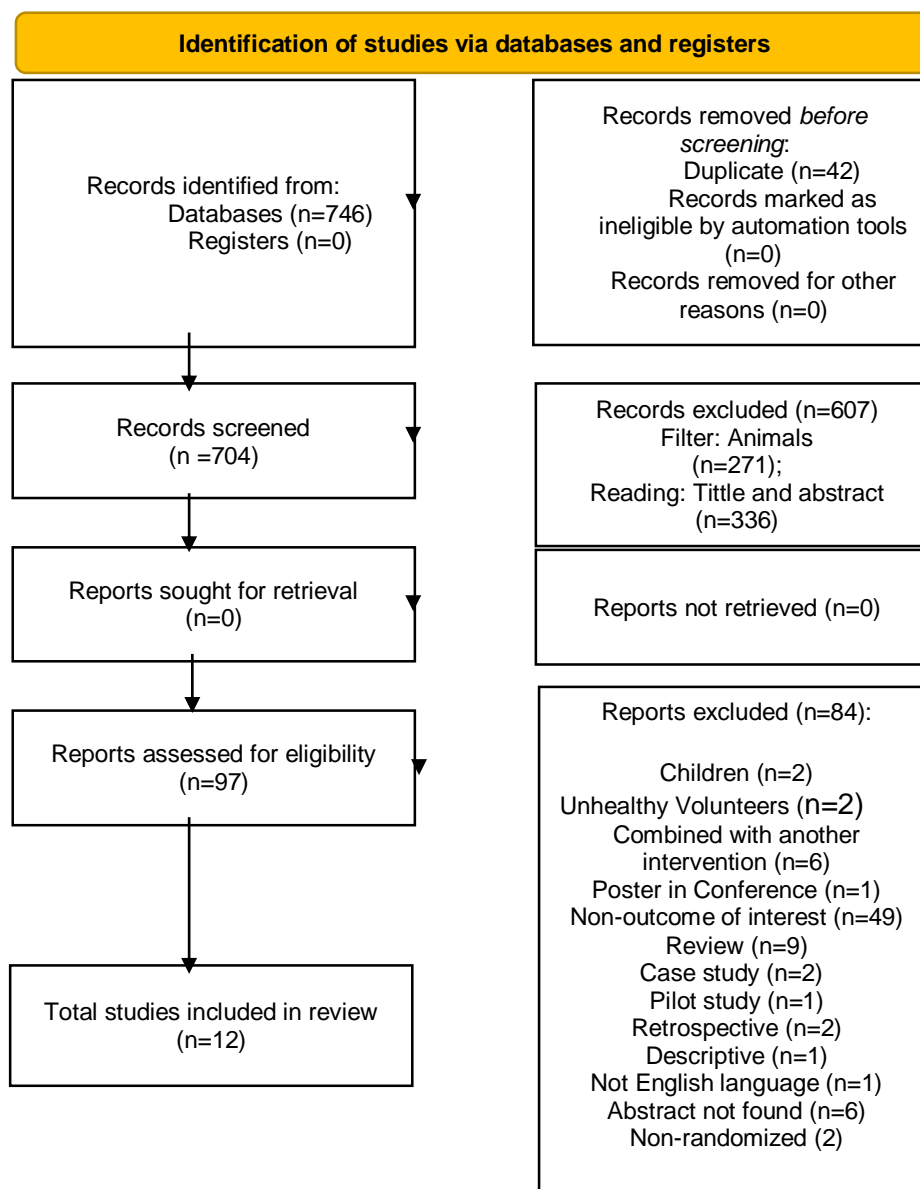 Identification of studies via databases and registers
Records identified from:
Databases (n=746)
Registers (n=0)
Records removed before
screening:
Duplicate (n=42)
Records marked as
ineligible by automation tools
(n=0)
Records removed for other
reasons (n=0)
Records screened
(n =704)
Records excluded (n=607)
Filter: Animals
(n=271);
Reading: Tittle and abstract
(n=336)
Reports sought for retrieval
(n=0)
Reports not retrieved (n=0)
Reports assessed for eligibility
(n=97)
Reports excluded (n=84):
Children (n=2)
Unhealthy Volunteers (n=2)
Combined with another
intervention (n=6)
Poster in Conference (n=1)
Non-outcome of interest (n=49)
Review (n=9)
Case study (n=2)
Pilot study (n=1)
Retrospective (n=2)
Descriptive (n=1)
Not English language (n=1)
Abstract not found (n=6)
Non-randomized (2)
Total studies included in review
(n=12)